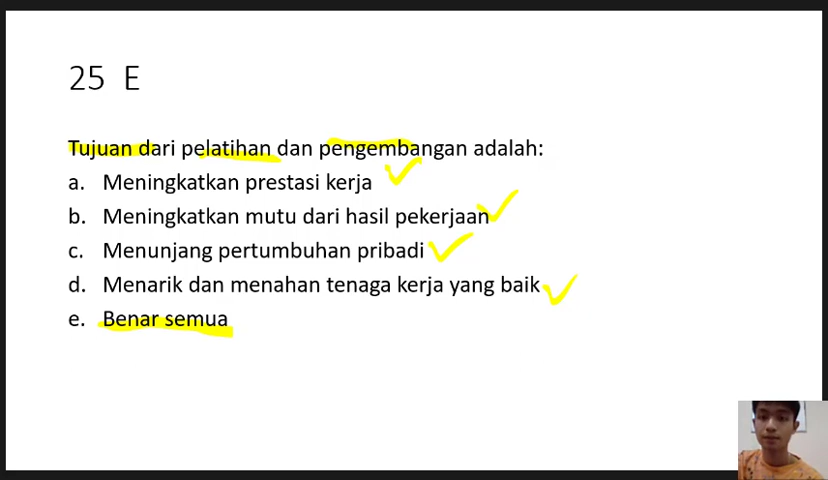 25 E
Tujuan dari pelatihan dan pengembangan adalah:
a. Meningkatkan prestasi kerja
b. Meningkatkan mutu dari hasil pekerjaan
c. Menunjang pertumbuhan pribadi
d. Menarik dan menahan tenaga kerja yang baik
e. Benar semua